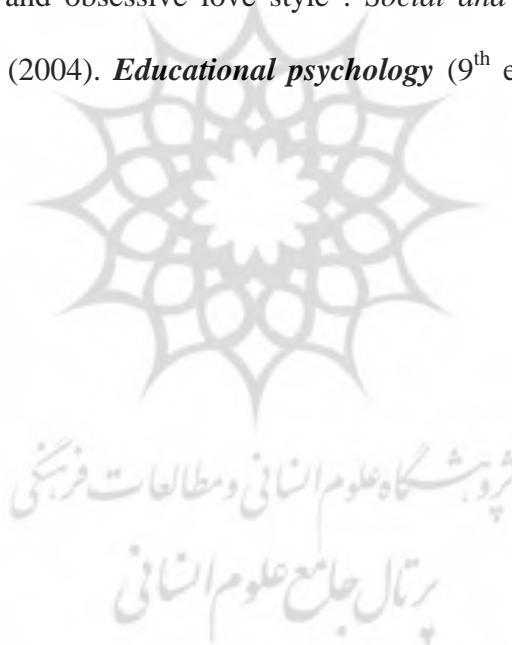 and obsessive love style . Social and
(2004). Educational psychology (9th e
پژوهشگاه علوم انسانی و مطالعات فرهنگی
پرتال جامع علوم انسانی